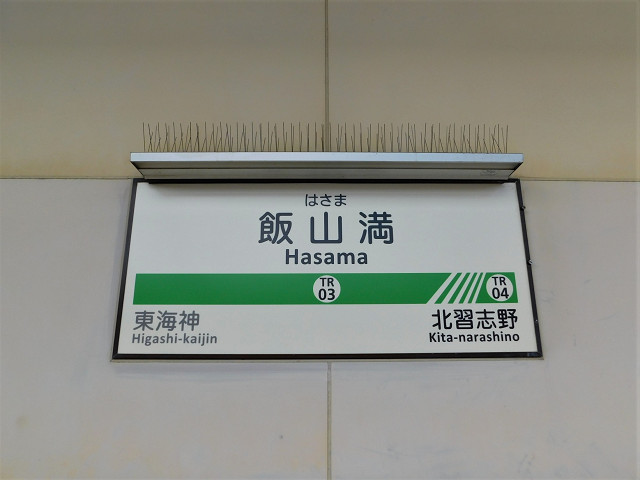 はさま
飯山満
Hasama
TR
03
TR
04
東海神
Higashi-kaijin
北習志野
Kita-narashino